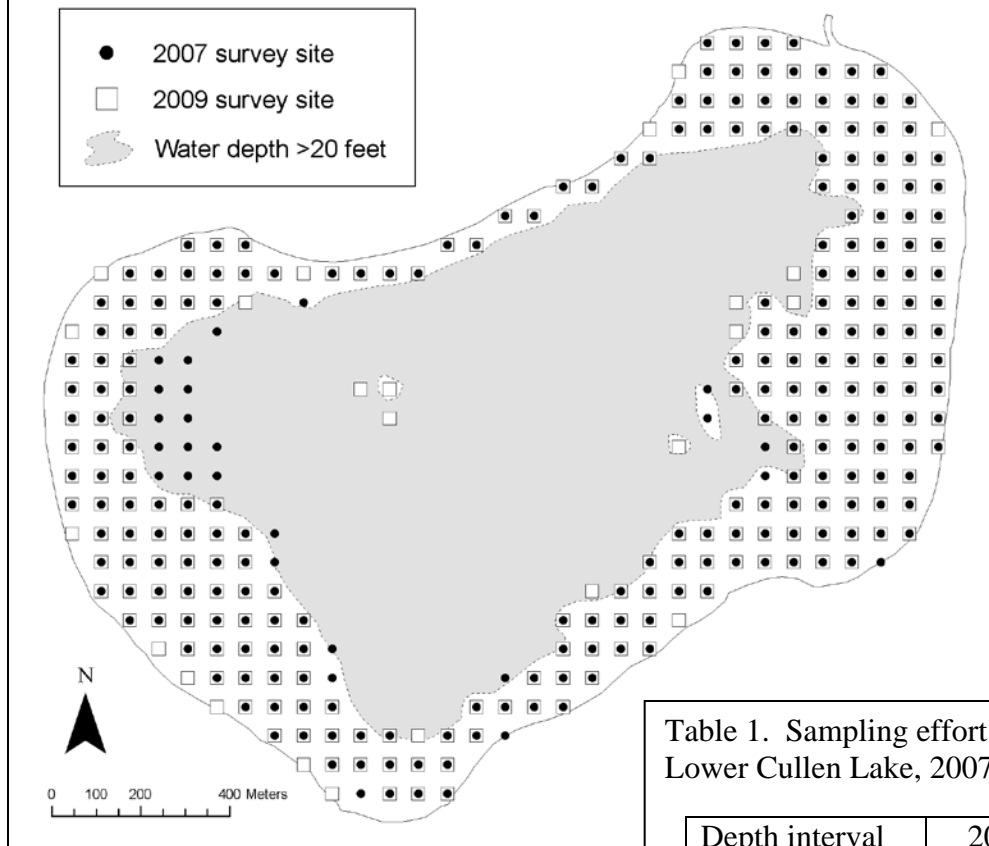 2007 survey site
2009 survey site
Water depth >20 feet
N
0 100 200 400 Meters
Table 1. Sampling effort
Lower Cullen Lake, 2007
Depth interval 20